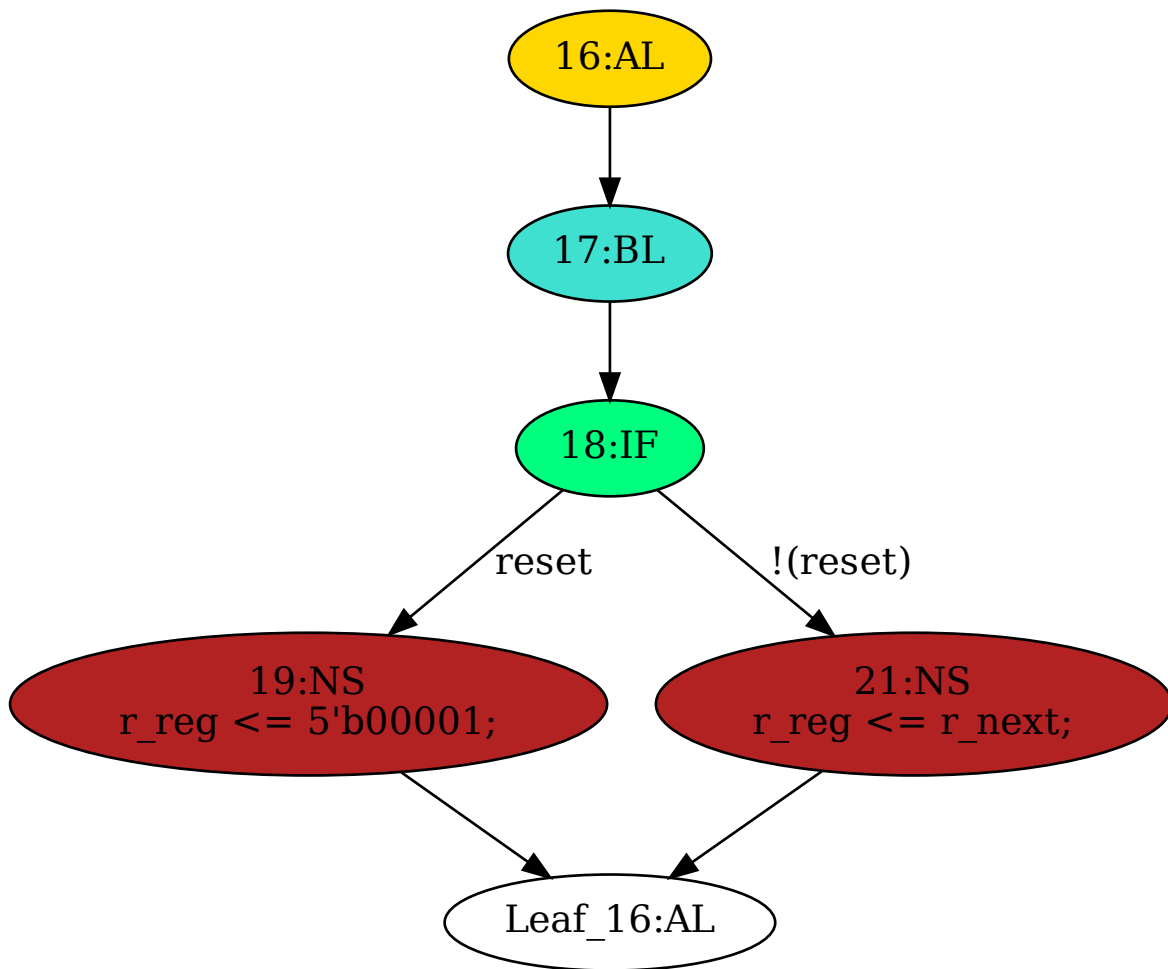 16:AL
17:BL
18:IF
reset
!(reset)
19:NS
r_reg <= 5'b00001;
21:NS
r_reg <= r_next;
Leaf_16:AL